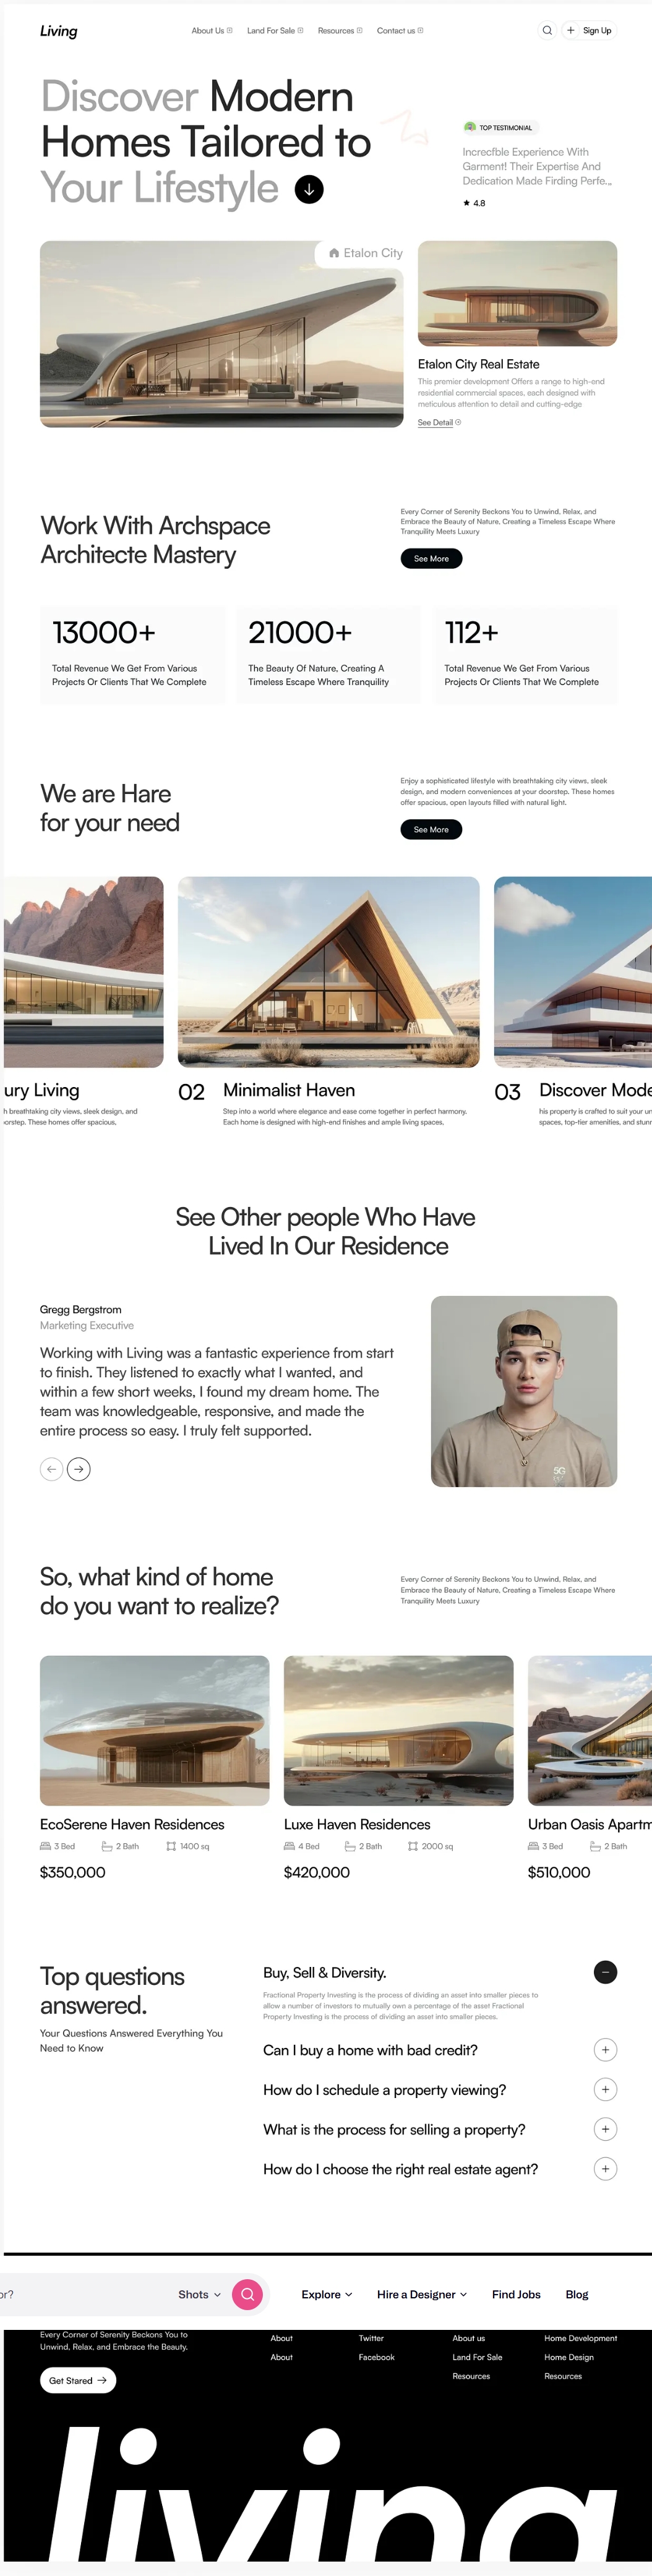 Living
About Us
Land For Sale
Resources
Contact us
Sign Up
Discover Modern
Homes Tailored to
Your Lifestyle
TOP TESTIMONIAL
Increcfble Experience With
Garment! Their Expertise And
Dedication Made Firding Perfe...
4.8
Etalon City
Etalon City Real Estate
This premier development Offers a range to high-end
residential commercial spaces, each designed with
meticulous attention to detail and cutting-edge
See Detail
Work With Archspace
Architecte Mastery
Every Corner of Serenity Beckons You to Unwind, Relax, and
Embrace the Beauty of Nature, Creating a Timeless Escape Where
Tranquility Meets Luxury
See More
13000+
Total Revenue We Get From Various
Projects Or Clients That We Complete
21000+
The Beauty Of Nature, Creating A
Timeless Escape Where Tranquility
112+
Total Revenue We Get From Various
Projects Or Clients That We Complete
We are Hare
for your need
Enjoy a sophisticated lifestyle with breathtaking city views, sleek
design, and modern conveniences at your doorstep. These homes
offer spacious, open layouts filled with natural light.
See More
ury Living
h breathtaking city views, sleek design, and
orstep. These homes offer spacious,
02
Minimalist Haven
Step into a world where elegance and ease come together in perfect harmony.
Each home is designed with high-end finishes and ample living spaces.
03
Discover Mode
his property is crafted to suit your un
spaces, top-tier amenities, and stunn
See Other people Who Have
Lived In Our Residence
Gregg Bergstrom
Marketing Executive
Working with Living was a fantastic experience from start
to finish. They listened to exactly what I wanted, and
within a few short weeks, I found my dream home. The
team was knowledgeable, responsive, and made the
entire process so easy. I truly felt supported.
5G
So, what kind of home
do you want to realize?
Every Corner of Serenity Beckons You to Unwind, Relax, and
Embrace the Beauty of Nature, Creating a Timeless Escape Where
Tranquility Meets Luxury
EcoSerene Haven Residences
3 Bed
2 Bath
1400 sq
$350,000
Luxe Haven Residences
4 Bed
2 Bath
2000 sq
$420,000
Urban Oasis Apartm
3 Bed
2 Bath
$510,000
Top questions
answered.
Your Questions Answered Everything You
Need to Know
Buy, Sell & Diversity.
Fractional Property Investing is the process of dividing an asset into smaller pieces to
allow a number of investors to mutually own a percentage of the asset Fractional
Property Investing is the process of dividing an asset into smaller pieces.
Can I buy a home with bad credit?
How do I schedule a property viewing?
What is the process for selling a property?
How do I choose the right real estate agent?
or?
Shots
Explore
Hire a Designer
Find Jobs
Blog
Every Corner of Serenity Beckons You to
Unwind, Relax, and Embrace the Beauty.
Get Stared
About
About
Twitter
Facebook
About us
Land For Sale
Resources
Home Development
Home Design
Resources
living